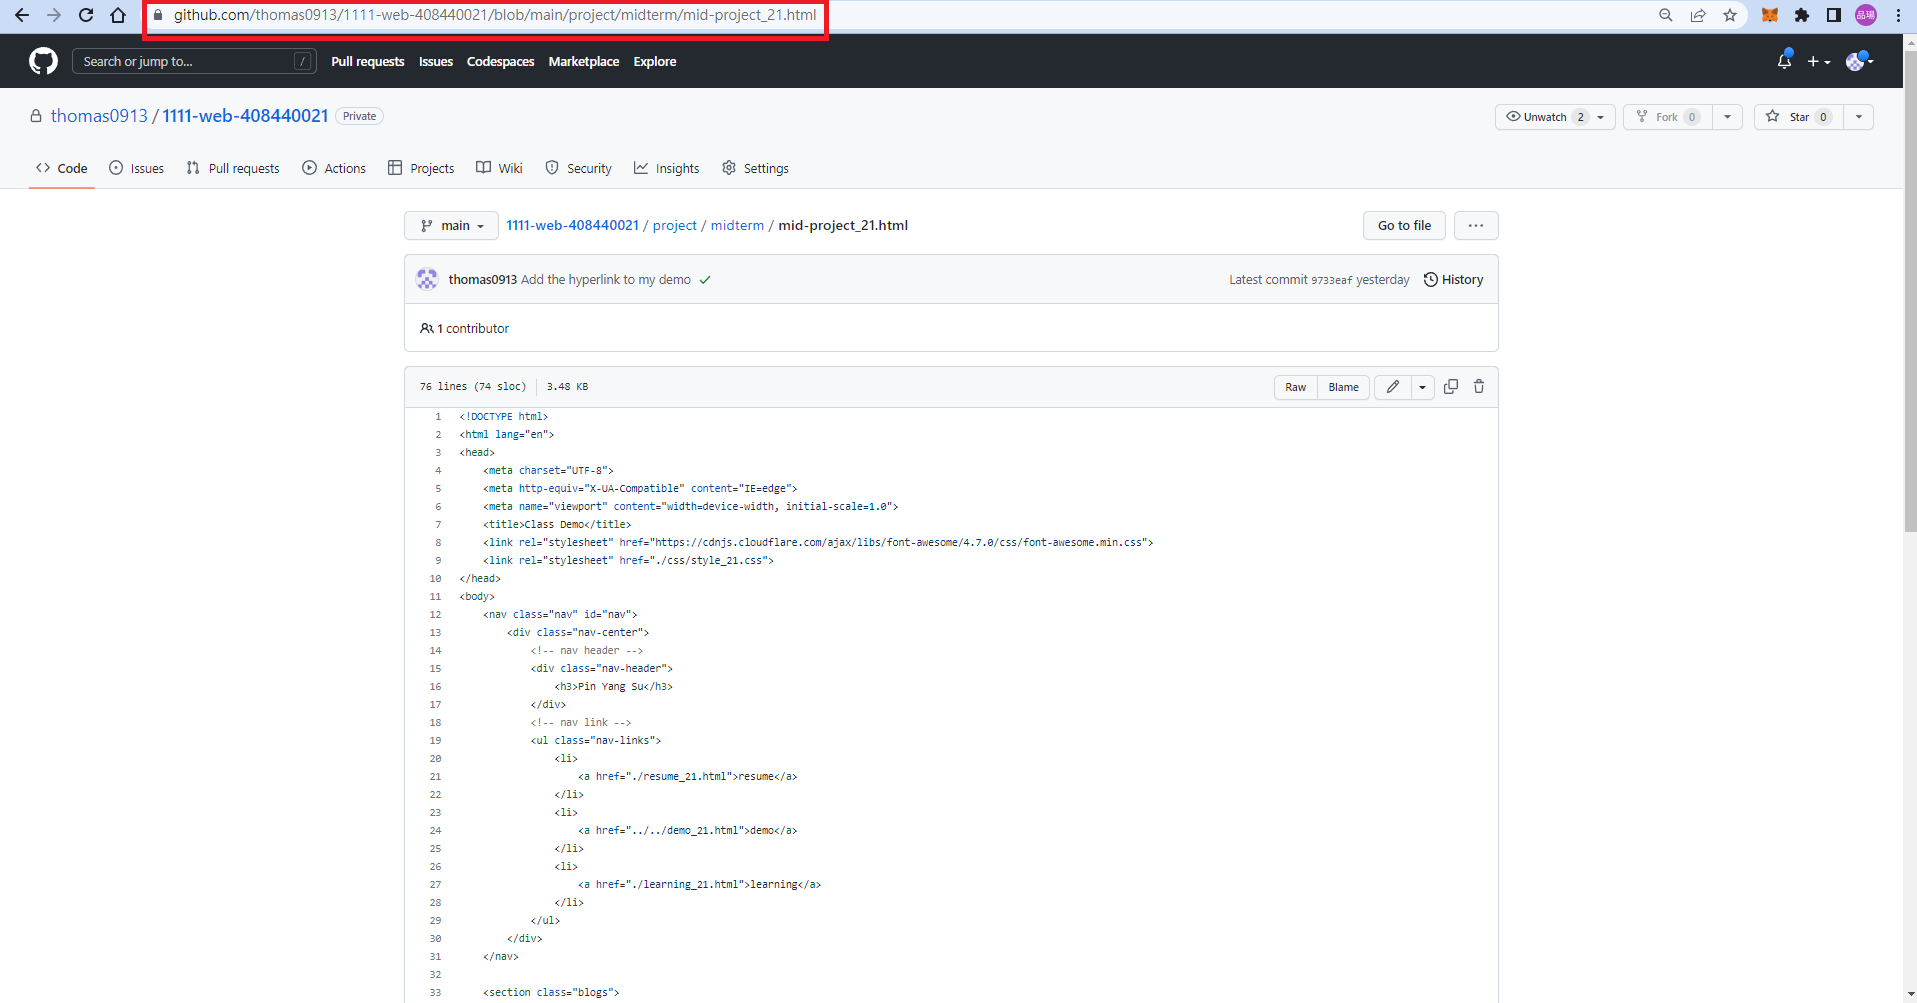 github.com/thomas0913/1111-web-408440021/blob/main/project/midterm/mid-project_21.html
品瑒
Search or jump to... /
Pull requests Issues Codespaces Marketplace Explore
thomas0913 / 1111-web-408440021 Private
Unwatch 2 Fork 0 Star 0
Code Issues Pull requests Actions Projects Wiki Security Insights Settings
main 1111-web-408440021 / project / midterm / mid-project_21.html Go to file ...
thomas0913 Add the hyperlink to my demo Latest commit 9733eaf yesterday History
1 contributor
76 lines (74 sloc) 3.48 KB Raw Blame
1 <!DOCTYPE html>
2 <html lang="en">
3 <head>
4 <meta charset="UTF-8">
5 <meta http-equiv="X-UA-Compatible" content="IE=edge">
6 <meta name="viewport" content="width=device-width, initial-scale=1.0">
7 <title>Class Demo</title>
8 <link rel="stylesheet" href="https://cdnjs.cloudflare.com/ajax/libs/font-awesome/4.7.0/css/font-awesome.min.css">
9 <link rel="stylesheet" href="./css/style_21.css">
10 </head>
11 <body>
12 <nav class="nav" id="nav">
13 <div class="nav-center">
14 <!-- nav header -->
15 <div class="nav-header">
16 <h3>Pin Yang Su</h3>
17 </div>
18 <!-- nav link -->
19 <ul class="nav-links">
20 <li>
21 <a href="./resume_21.html">resume</a>
22 </li>
23 <li>
24 <a href="../../demo_21.html">demo</a>
25 </li>
26 <li>
27 <a href="./learning_21.html">learning</a>
28 </li>
29 </ul>
30 </div>
31 </nav>
32
33 <section class="blogs">